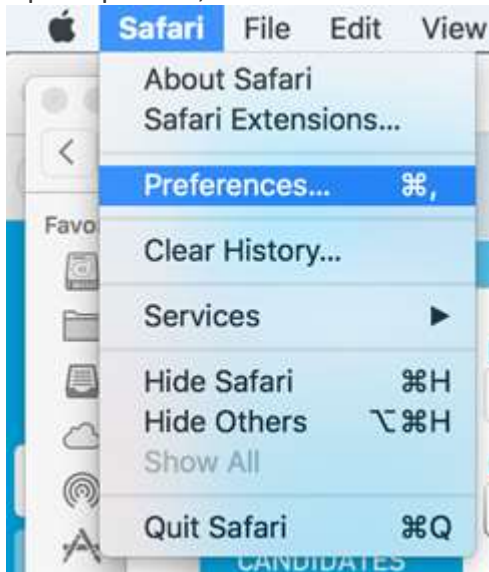 Safari File Edit View
About Safari
Safari Extensions...
Preferences... ⌘,
Favo
Clear History...
Services ▶
Hide Safari ⌘H
Hide Others ⌥⌘H
Show All
Quit Safari ⌘Q
CANDIDATES